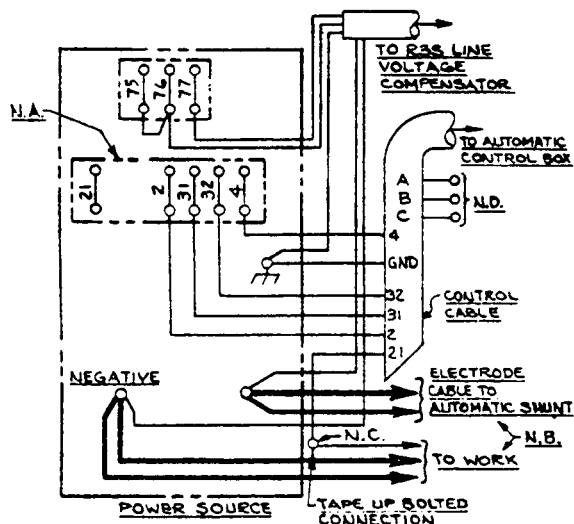 TO R3S LINE
VOLTAGE
COMPENSATOR
75
76
77
N.A.
TO AUTOMATIC
CONTROL BOX
21
2
31
32
4
A
B
C
N.D.
4
GND
32
31
2
21
CONTROL
CABLE
NEGATIVE
ELECTRODE
CABLE TO
AUTOMATIC SHUNT
N.B.
N.C.
TO WORK
POWER SOURCE
TAPE UP BOLTED
CONNECTION